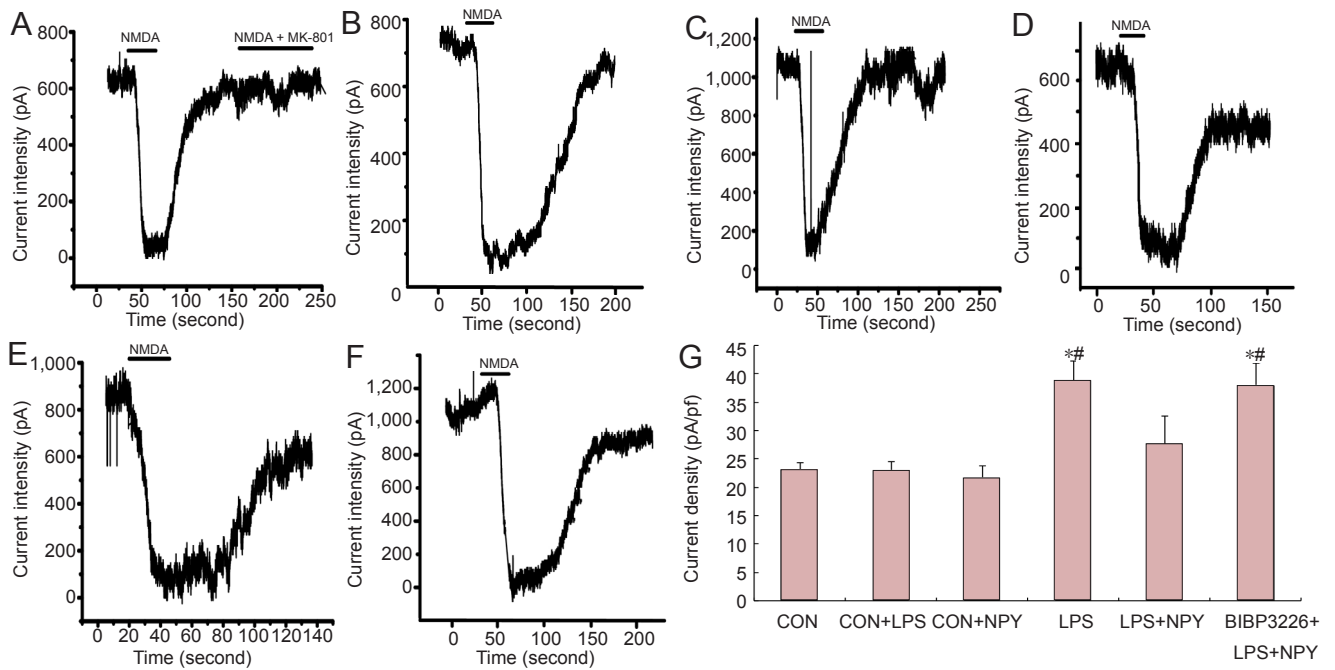 A
NMDA
NMDA + MK-801
800
600
400
200
0
Current intensity (pA)
0 50 100 150 200 250
Time (second)
B
NMDA
800
600
400
200
0
Current intensity (pA)
0 50 100 150 200
Time (second)
C
NMDA
1,200
1,000
800
600
400
200
0
Current intensity (pA)
0 50 100 150 200 250
Time (second)
D
NMDA
600
400
200
0
Current intensity (pA)
0 50 100 150
Time (second)
E
NMDA
1,000
800
600
400
200
0
Current intensity (pA)
0 20 40 60 80 100 120 140
Time (second)
F
NMDA
1,200
1,000
800
600
400
200
0
Current intensity (pA)
0 50 100 150 200
Time (second)
G
45
40
35
30
25
20
15
10
5
0
Current density (pA/pf)
*#
*#
CON CON+LPS CON+NPY LPS LPS+NPY BIBP3226+
LPS+NPY